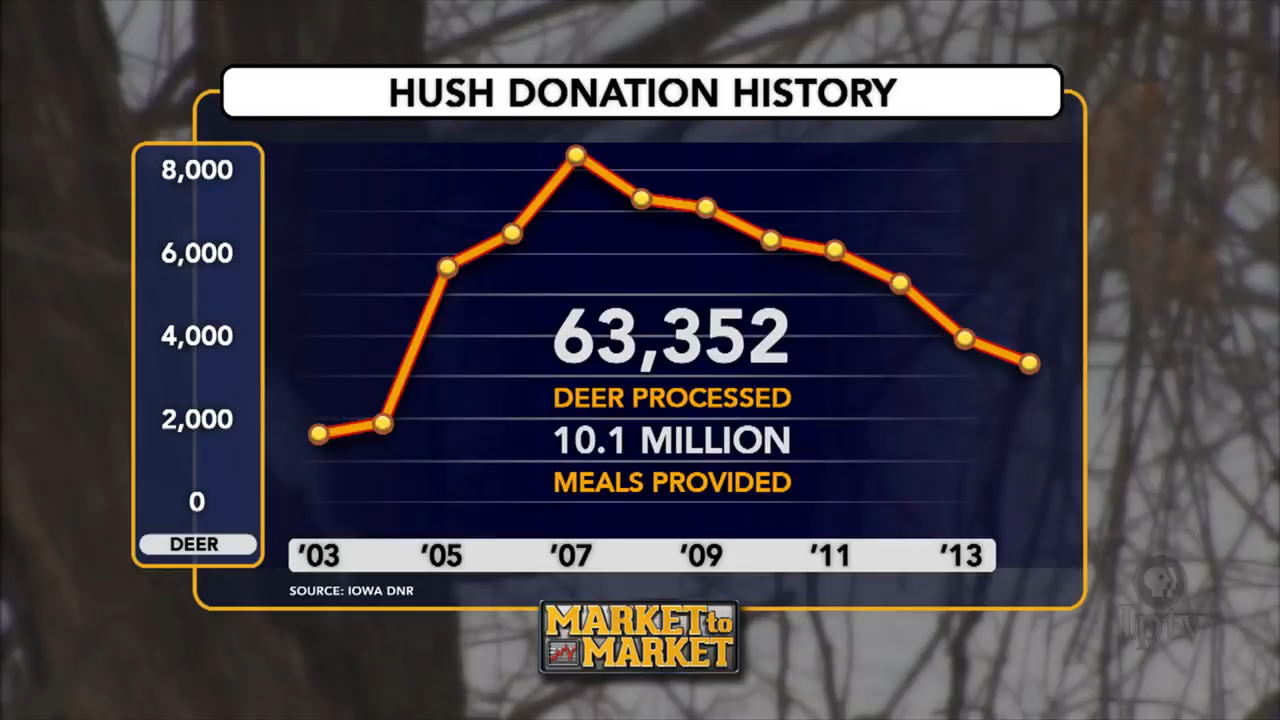 HUSH DONATION HISTORY
8,000
6,000
4,000
2,000
0
DEER
63,352
DEER PROCESSED
10.1 MILLION
MEALS PROVIDED
'03 '05 '07 '09 '11 '13
SOURCE: IOWA DNR
MARKET to
MARKET
iptv